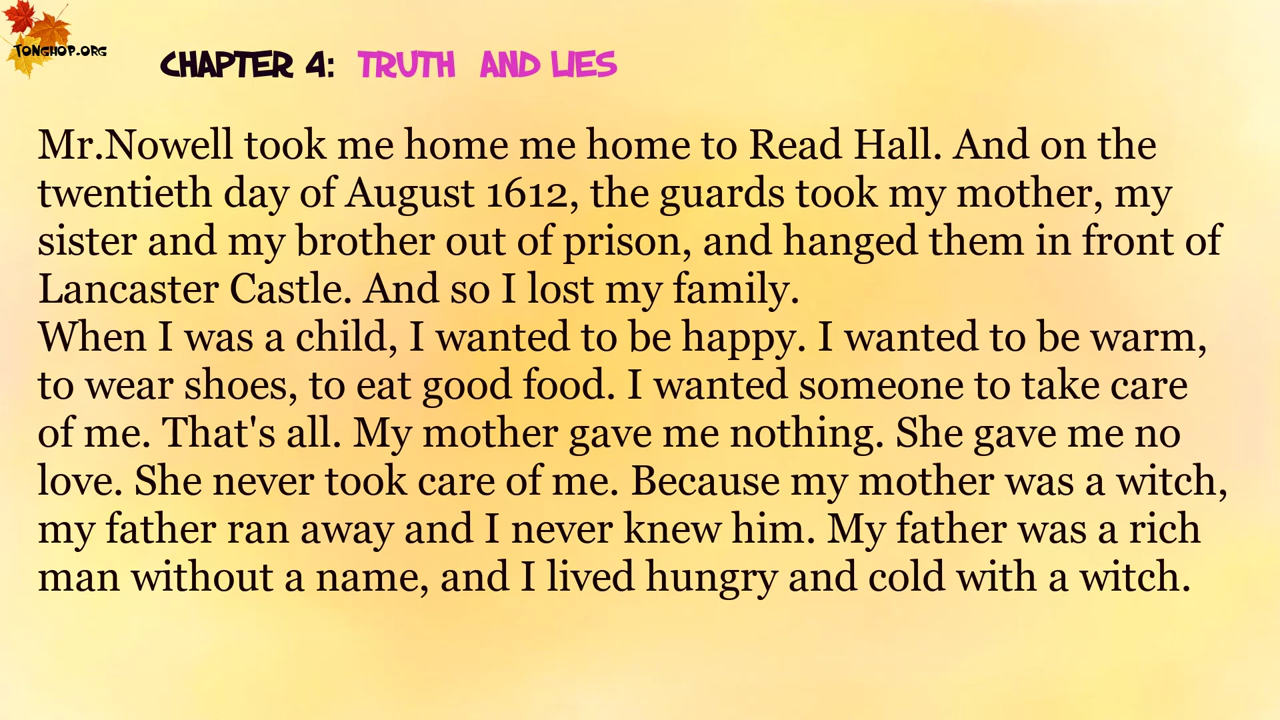 TONGHOP.ORG
CHAPTER 4: TRUTH AND LIES
Mr.Nowell took me home me home to Read Hall. And on the
twentieth day of August 1612, the guards took my mother, my
sister and my brother out of prison, and hanged them in front of
Lancaster Castle. And so I lost my family.
When I was a child, I wanted to be happy. I wanted to be warm,
to wear shoes, to eat good food. I wanted someone to take care
of me. That's all. My mother gave me nothing. She gave me no
love. She never took care of me. Because my mother was a witch,
my father ran away and I never knew him. My father was a rich
man without a name, and I lived hungry and cold with a witch.